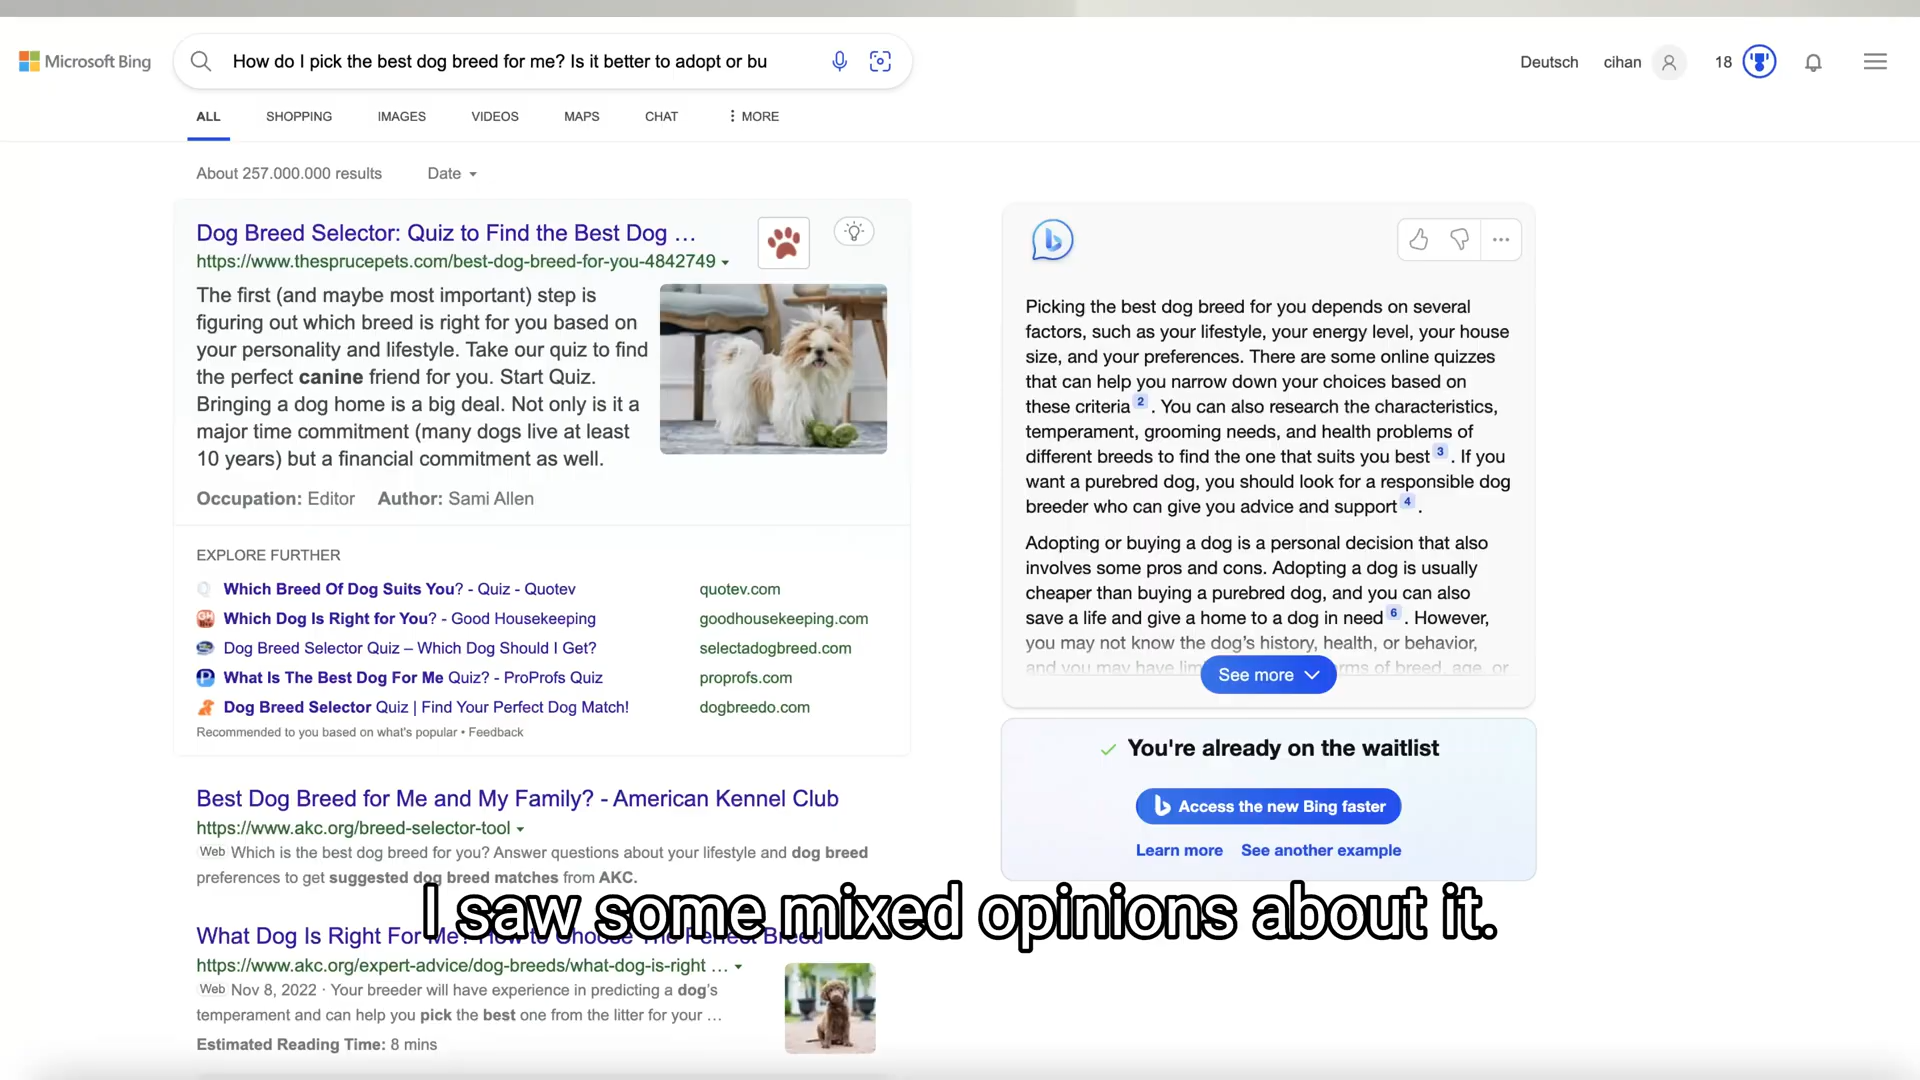 Microsoft Bing
How do I pick the best dog breed for me? Is it better to adopt or bu
Deutsch
cihan
18
ALL
SHOPPING
IMAGES
VIDEOS
MAPS
CHAT
MORE
About 257.000.000 results
Date
Dog Breed Selector: Quiz to Find the Best Dog …
https://www.thesprucepets.com/best-dog-breed-for-you-4842749
The first (and maybe most important) step is
figuring out which breed is right for you based on
your personality and lifestyle. Take our quiz to find
the perfect canine friend for you. Start Quiz.
Bringing a dog home is a big deal. Not only is it a
major time commitment (many dogs live at least
10 years) but a financial commitment as well.
Occupation: Editor Author: Sami Allen
EXPLORE FURTHER
Which Breed Of Dog Suits You? - Quiz - Quotev quotev.com
Which Dog Is Right for You? - Good Housekeeping goodhousekeeping.com
Dog Breed Selector Quiz – Which Dog Should I Get? selectadogbreed.com
What Is The Best Dog For Me Quiz? - ProProfs Quiz proprofs.com
Dog Breed Selector Quiz | Find Your Perfect Dog Match! dogbreedo.com
Recommended to you based on what's popular • Feedback
Best Dog Breed for Me and My Family? - American Kennel Club
https://www.akc.org/breed-selector-tool
Web Which is the best dog breed for you? Answer questions about your lifestyle and dog breed
preferences to get suggested dog breed matches from AKC.
What Dog Is Right For Me? How to Choose The Perfect Breed
https://www.akc.org/expert-advice/dog-breeds/what-dog-is-right …
Web Nov 8, 2022 · Your breeder will have experience in predicting a dog's
temperament and can help you pick the best one from the litter for your …
Estimated Reading Time: 8 mins
Picking the best dog breed for you depends on several
factors, such as your lifestyle, your energy level, your house
size, and your preferences. There are some online quizzes
that can help you narrow down your choices based on
these criteria 2 . You can also research the characteristics,
temperament, grooming needs, and health problems of
different breeds to find the one that suits you best 3 . If you
want a purebred dog, you should look for a responsible dog
breeder who can give you advice and support 4 .
Adopting or buying a dog is a personal decision that also
involves some pros and cons. Adopting a dog is usually
cheaper than buying a purebred dog, and you can also
save a life and give a home to a dog in need 6 . However,
you may not know the dog's history, health, or behavior,
and you may have lim rms of breed, age, or
See more
You're already on the waitlist
Access the new Bing faster
Learn more See another example
I saw some mixed opinions about it.